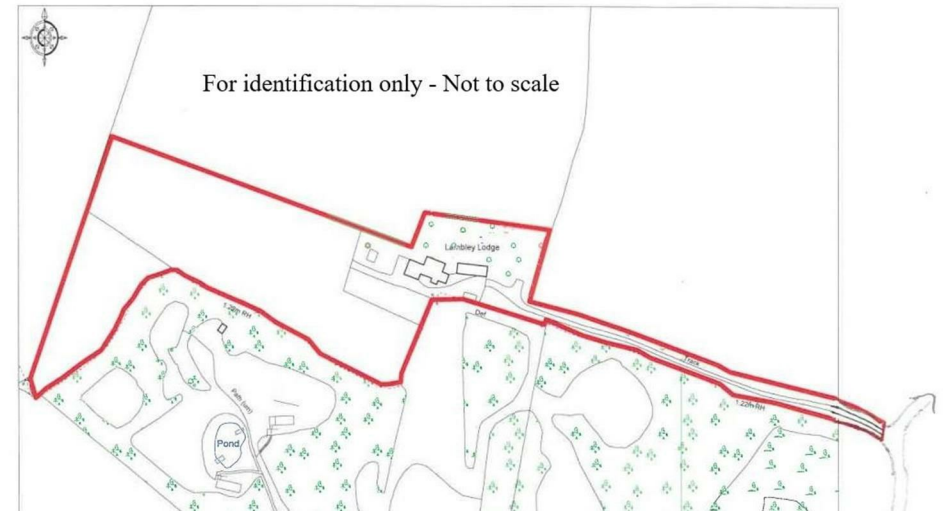 For identification only - Not to scale
Lambley Lodge
Def
1.22m RH
Track
1.22m RH
Path (um)
Pond